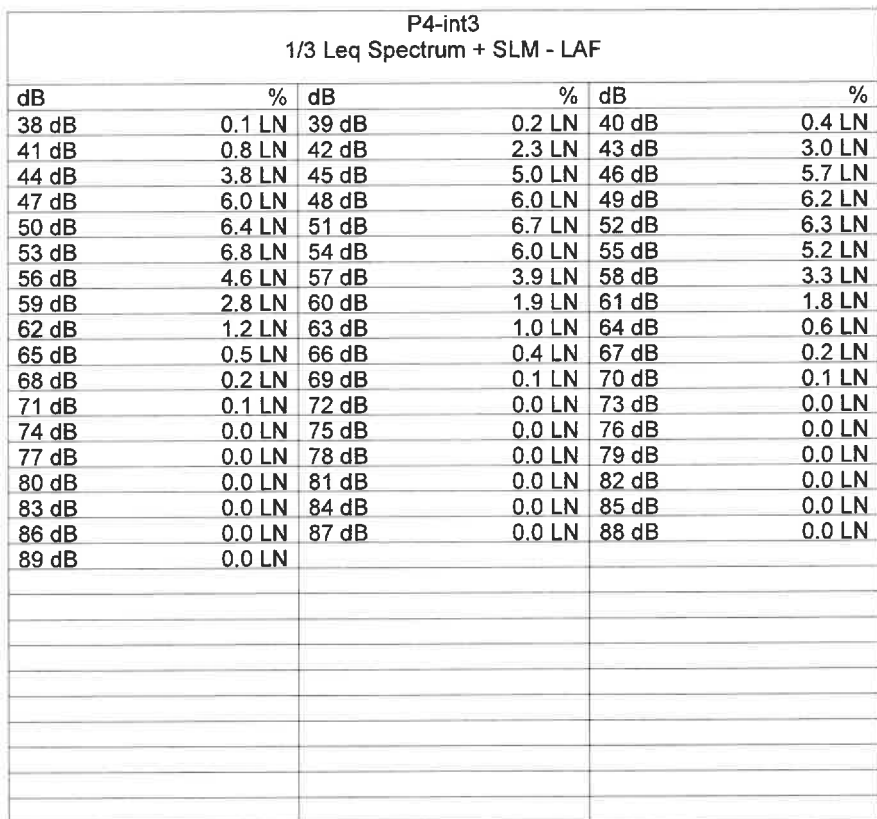 P4-int3
1/3 Leq Spectrum + SLM - LAF
dB % dB % dB %
38 dB 0.1 LN 39 dB 0.2 LN 40 dB 0.4 LN
41 dB 0.8 LN 42 dB 2.3 LN 43 dB 3.0 LN
44 dB 3.8 LN 45 dB 5.0 LN 46 dB 5.7 LN
47 dB 6.0 LN 48 dB 6.0 LN 49 dB 6.2 LN
50 dB 6.4 LN 51 dB 6.7 LN 52 dB 6.3 LN
53 dB 6.8 LN 54 dB 6.0 LN 55 dB 5.2 LN
56 dB 4.6 LN 57 dB 3.9 LN 58 dB 3.3 LN
59 dB 2.8 LN 60 dB 1.9 LN 61 dB 1.8 LN
62 dB 1.2 LN 63 dB 1.0 LN 64 dB 0.6 LN
65 dB 0.5 LN 66 dB 0.4 LN 67 dB 0.2 LN
68 dB 0.2 LN 69 dB 0.1 LN 70 dB 0.1 LN
71 dB 0.1 LN 72 dB 0.0 LN 73 dB 0.0 LN
74 dB 0.0 LN 75 dB 0.0 LN 76 dB 0.0 LN
77 dB 0.0 LN 78 dB 0.0 LN 79 dB 0.0 LN
80 dB 0.0 LN 81 dB 0.0 LN 82 dB 0.0 LN
83 dB 0.0 LN 84 dB 0.0 LN 85 dB 0.0 LN
86 dB 0.0 LN 87 dB 0.0 LN 88 dB 0.0 LN
89 dB 0.0 LN